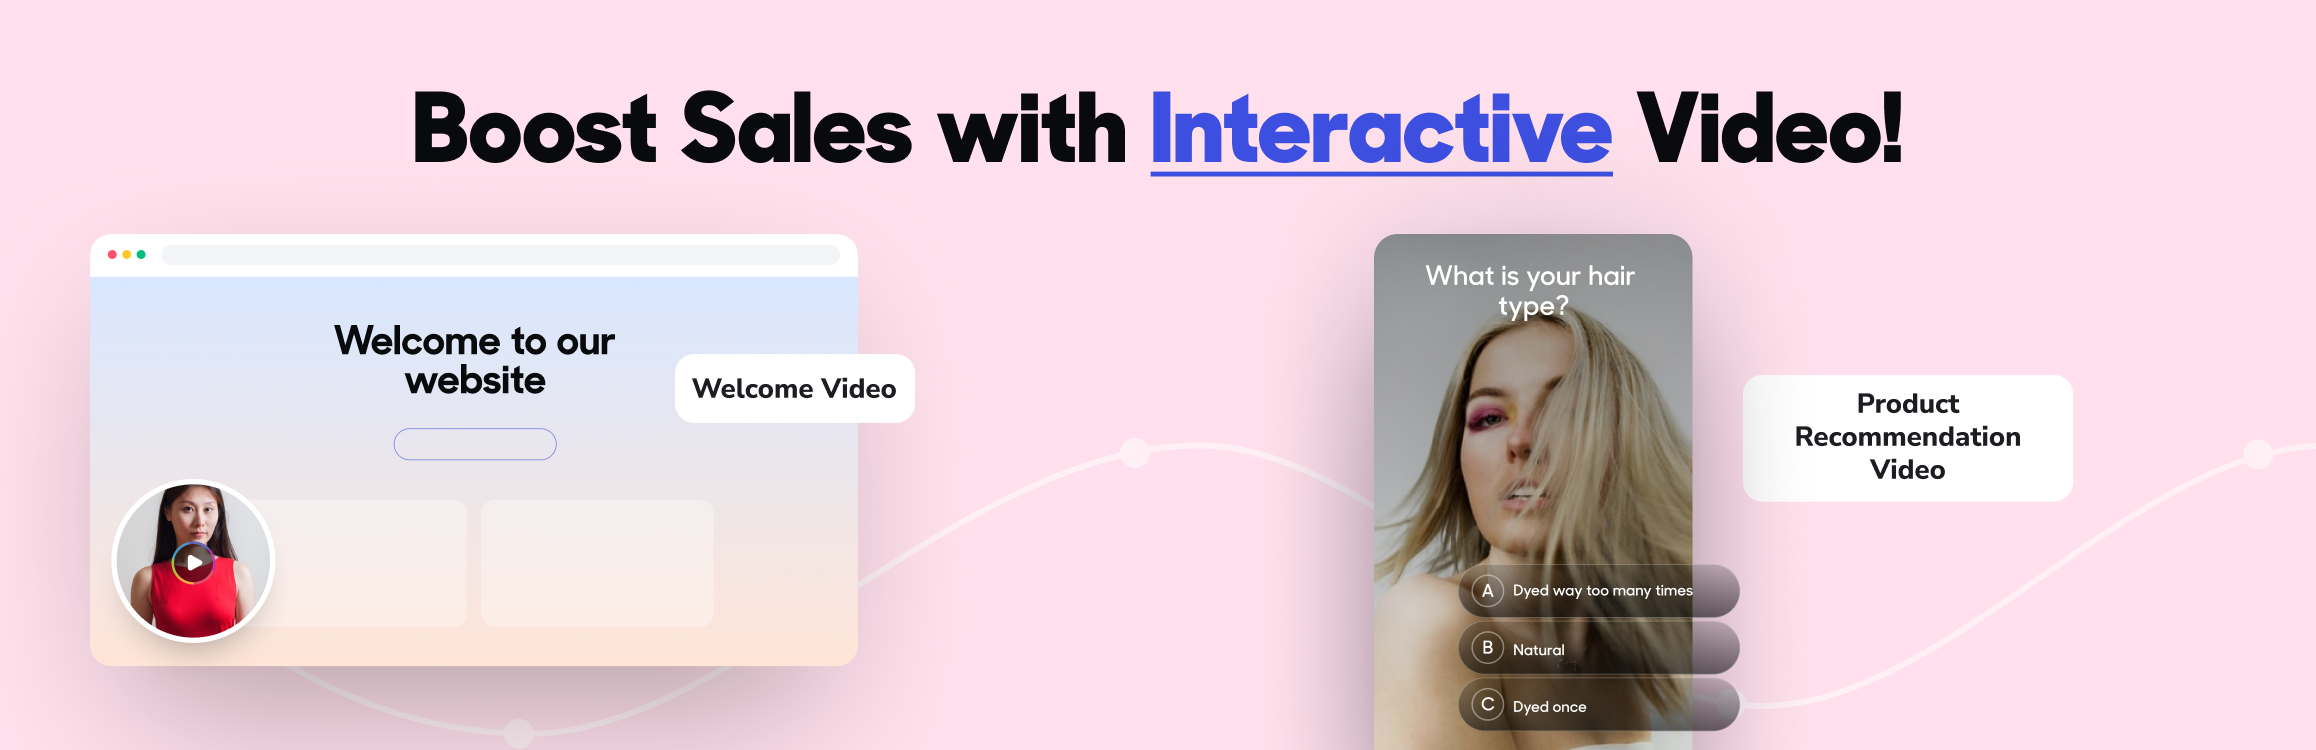 Boost Sales with Interactive Video!
Welcome to our
website
Welcome Video
What is your hair
type?
A Dyed way too many times
B Natural
C Dyed once
Product
Recommendation
Video